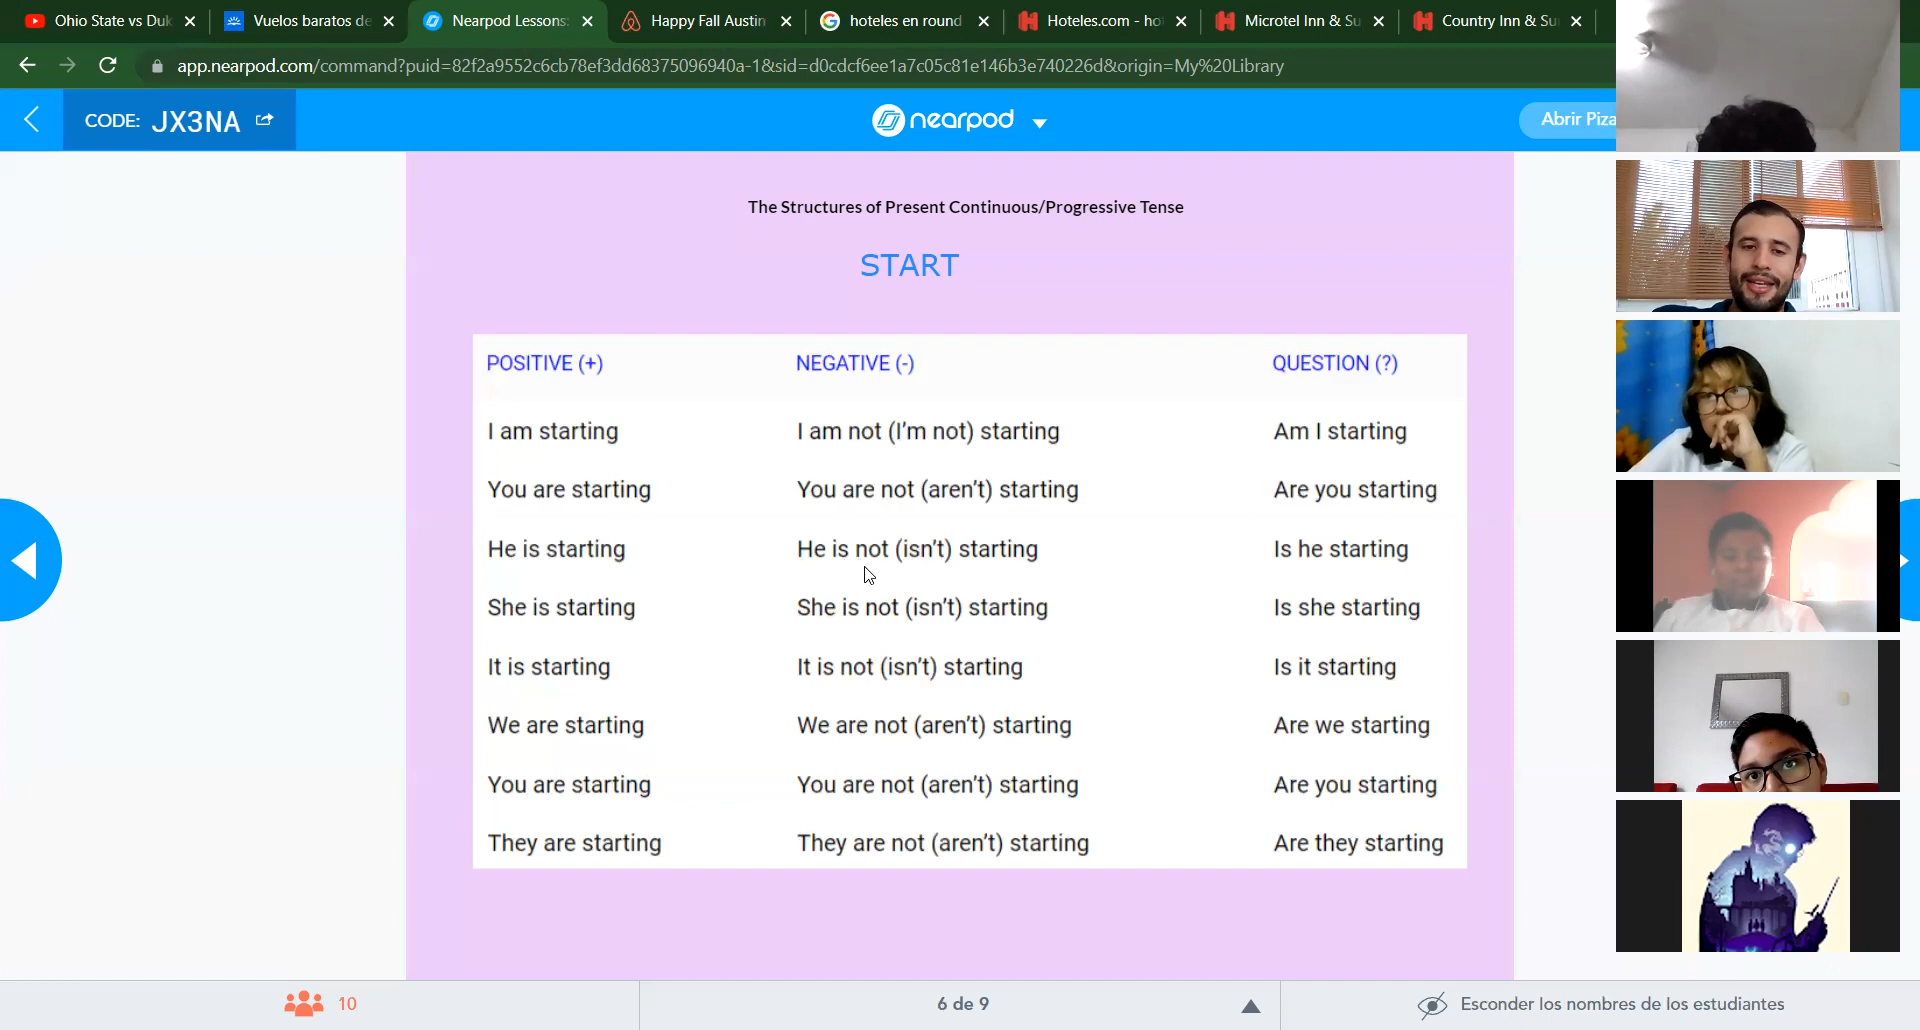 Ohio State vs Duk
Vuelos baratos de
Nearpod Lessons:
Happy Fall Austin
hoteles en round
Hoteles.com - ho
Microtel Inn & Su
Country Inn & Su
app.nearpod.com/command?puid=82f2a9552c6cb78ef3dd68375096940a-1&sid=d0cdcf6ee1a7c05c81e146b3e740226d&origin=My%20Library
CODE: JX3NA
nearpod
Abrir Piza
The Structures of Present Continuous/Progressive Tense
START
POSITIVE (+) NEGATIVE (-) QUESTION (?)
I am starting I am not (I'm not) starting Am I starting
You are starting You are not (aren't) starting Are you starting
He is starting He is not (isn't) starting Is he starting
She is starting She is not (isn't) starting Is she starting
It is starting It is not (isn't) starting Is it starting
We are starting We are not (aren't) starting Are we starting
You are starting You are not (aren't) starting Are you starting
They are starting They are not (aren't) starting Are they starting
10
6 de 9
Esconder los nombres de los estudiantes